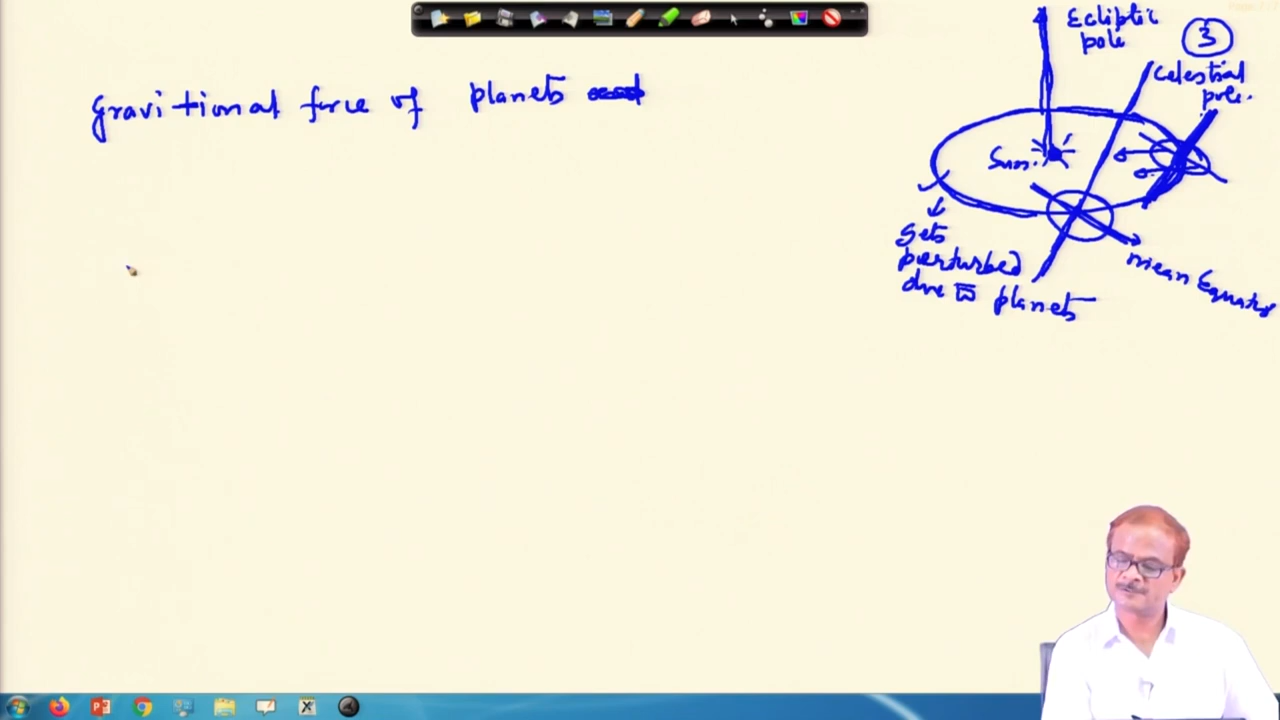 Gravitional force of planets
Ecliptic
pole
3
Celestial
pole.
Sun.
Gets
perturbed
due to planets
mean Equator